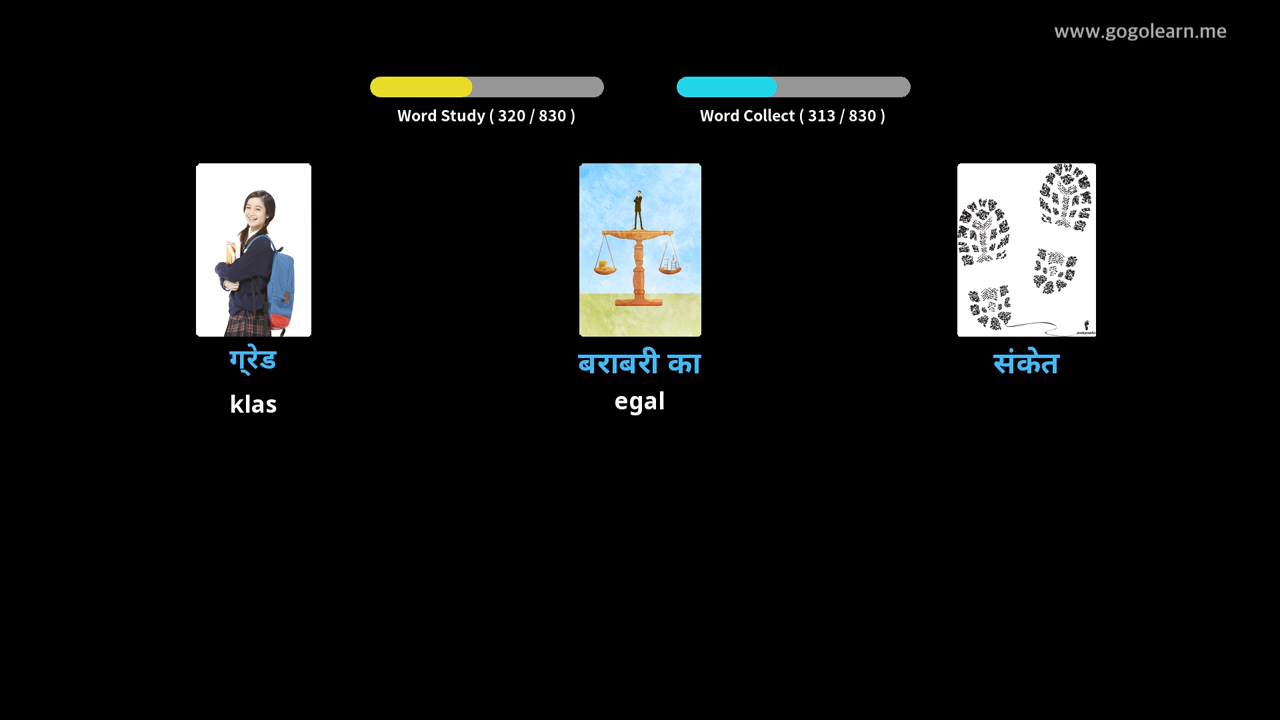 www.gogolearn.me
Word Study ( 320 / 830 )
Word Collect ( 313 / 830 )
ग्रेड
klas
बराबरी का
egal
संकेत